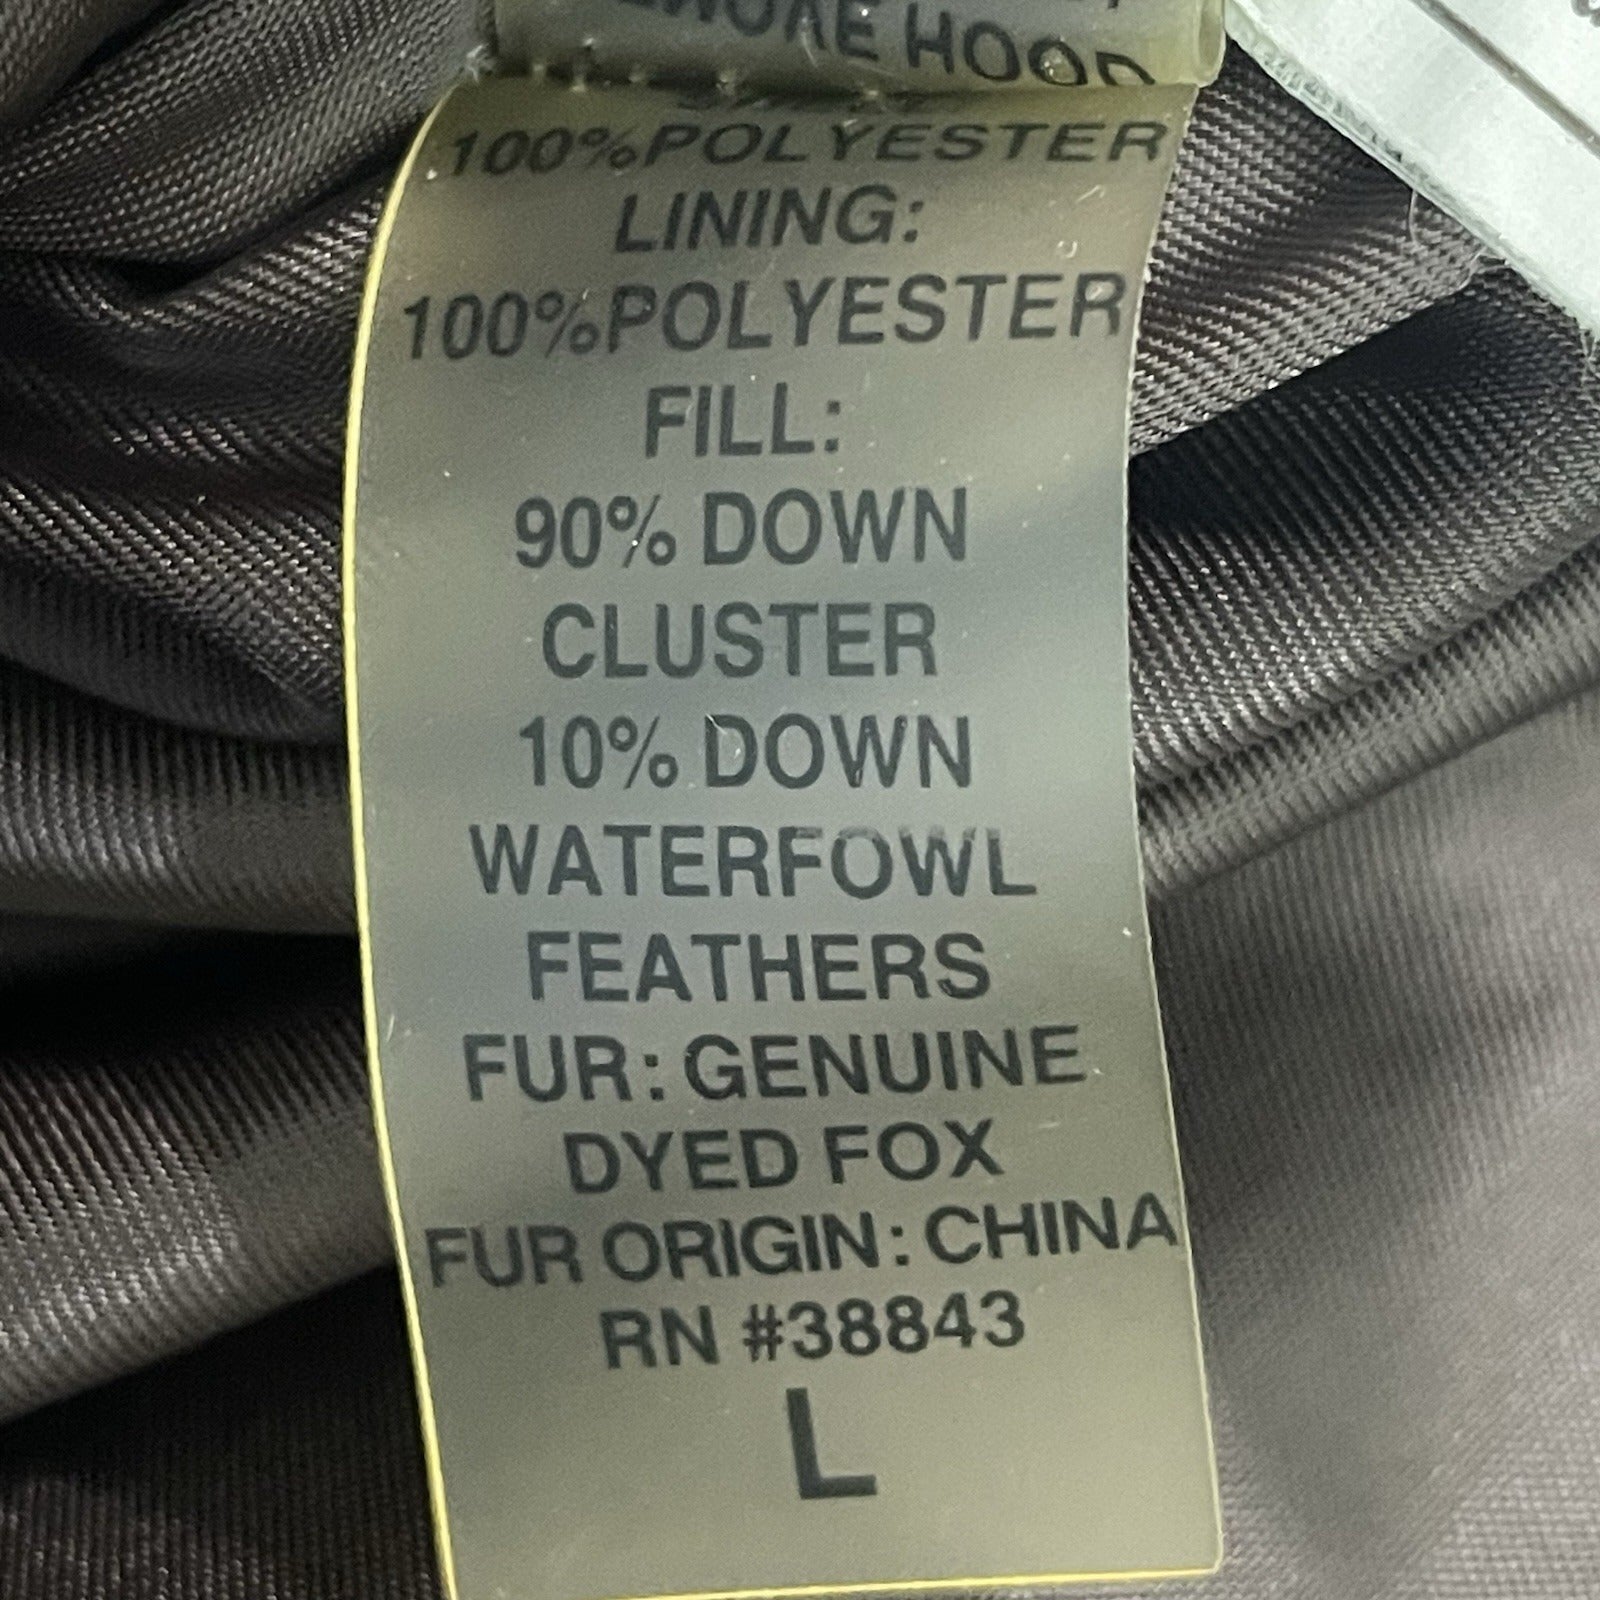 HOOD
100%POLYESTER
LINING:
100%POLYESTER
FILL:
90% DOWN
CLUSTER
10% DOWN
WATERFOWL
FEATHERS
FUR: GENUINE
DYED FOX
FUR ORIGIN: CHINA
RN #38843
L